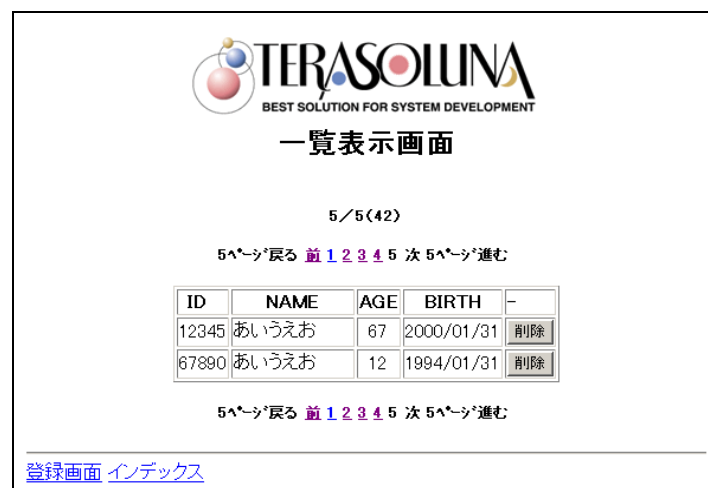 TERASOLUNA
BEST SOLUTION FOR SYSTEM DEVELOPMENT
一覧表示画面
5/5(42)
5ﾍﾟｰｼﾞ戻る 前 1 2 3 4 5 次 5ﾍﾟｰｼﾞ進む
ID NAME AGE BIRTH -
12345 あいうえお 67 2000/01/31 削除
67890 あいうえお 12 1994/01/31 削除
5ﾍﾟｰｼﾞ戻る 前 1 2 3 4 5 次 5ﾍﾟｰｼﾞ進む
登録画面 インデックス